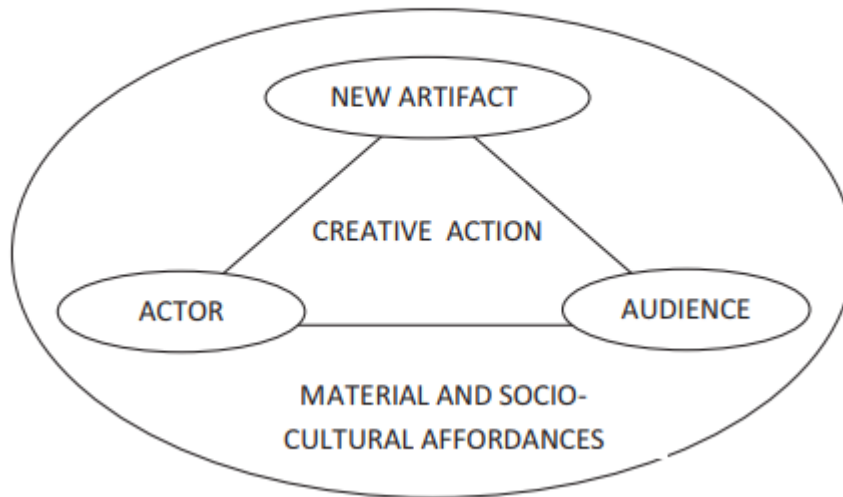 NEW ARTIFACT
CREATIVE ACTION
ACTOR
AUDIENCE
MATERIAL AND SOCIO-
CULTURAL AFFORDANCES